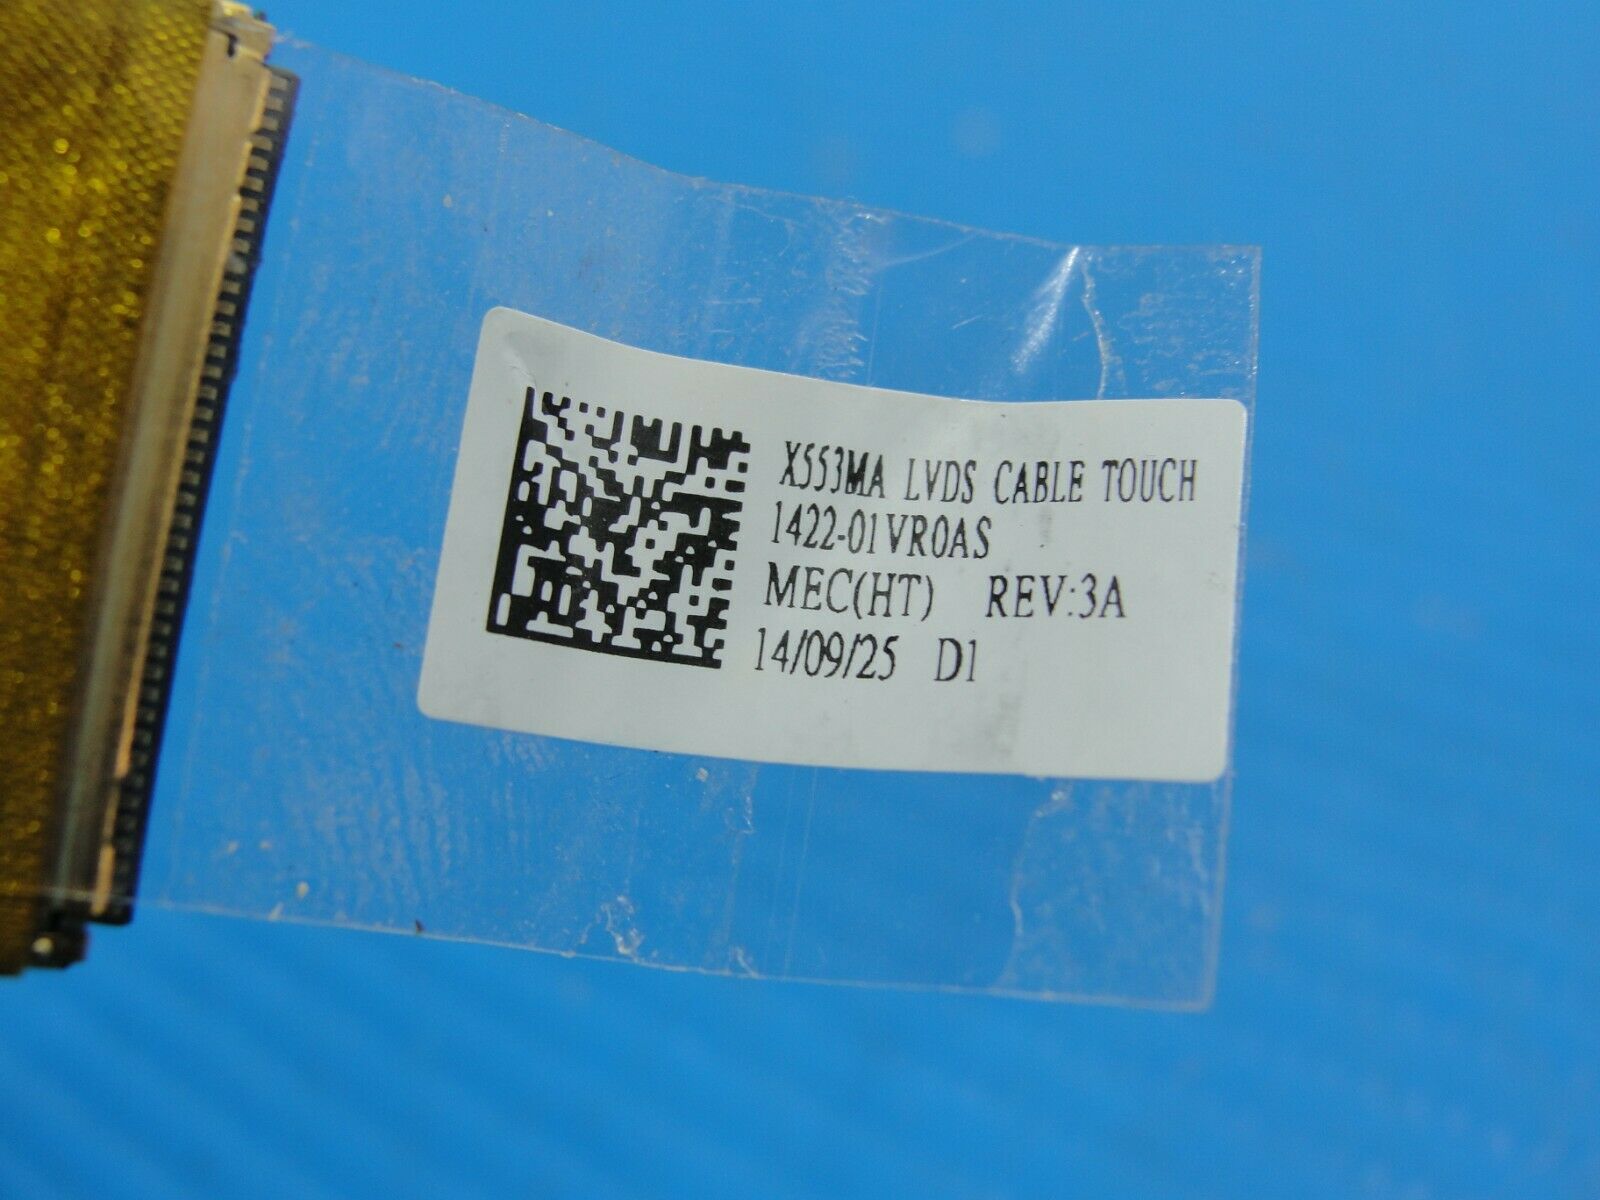 X553MA LVDS CABLE TOUCH
1422-01VR0AS
MEC(HT) REV:3A
14/09/25 D1